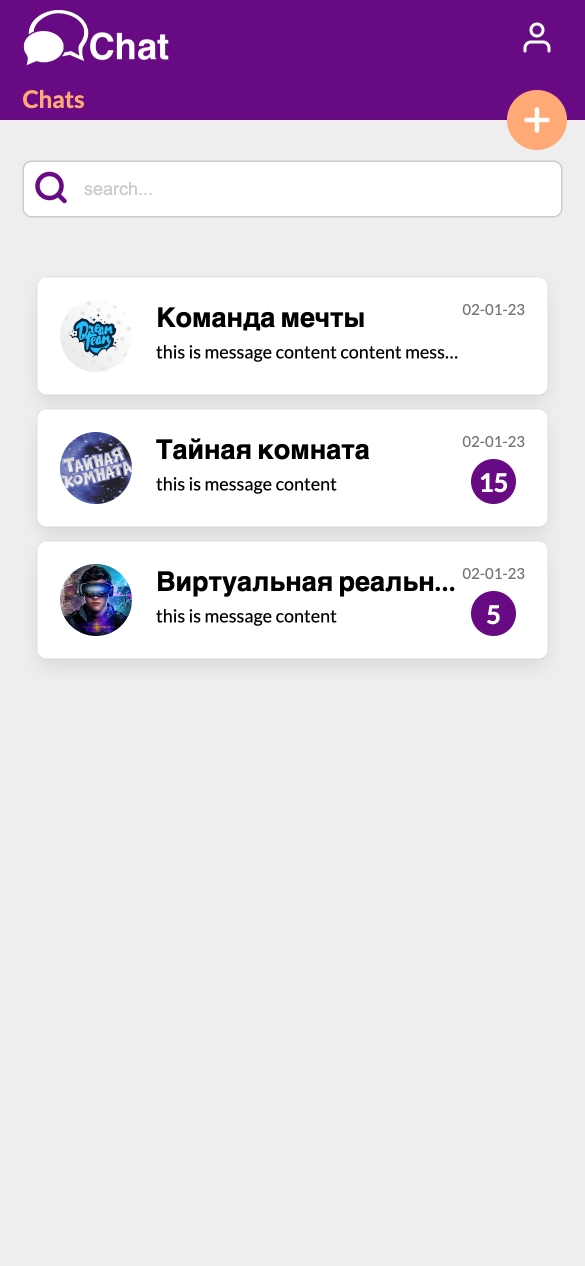 Chat
Chats
search...
Команда мечты
02-01-23
this is message content content mess...
Dream
Team
Тайная комната
02-01-23
this is message content
15
ТАЙНАЯ
КОМНАТА
Виртуальная реальн...
02-01-23
this is message content
5